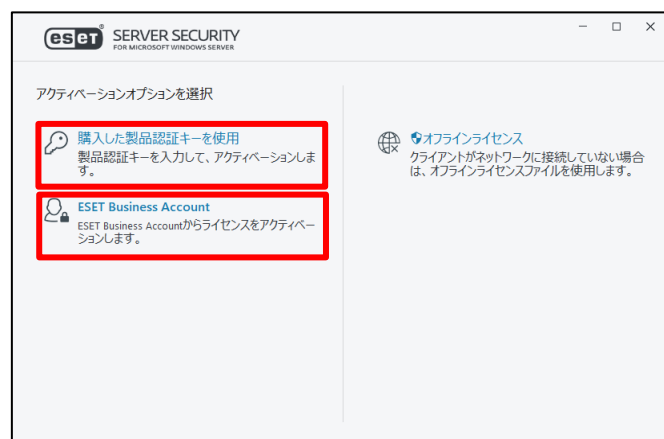 eset SERVER SECURITY
FOR MICROSOFT WINDOWS SERVER
アクティベーションオプションを選択
購入した製品認証キーを使用
製品認証キーを入力して、アクティベーションしま
す。
ESET Business Account
ESET Business Accountからライセンスをアクティベー
ションします。
オフラインライセンス
クライアントがネットワークに接続していない場合
は、オフラインライセンスファイルを使用します。